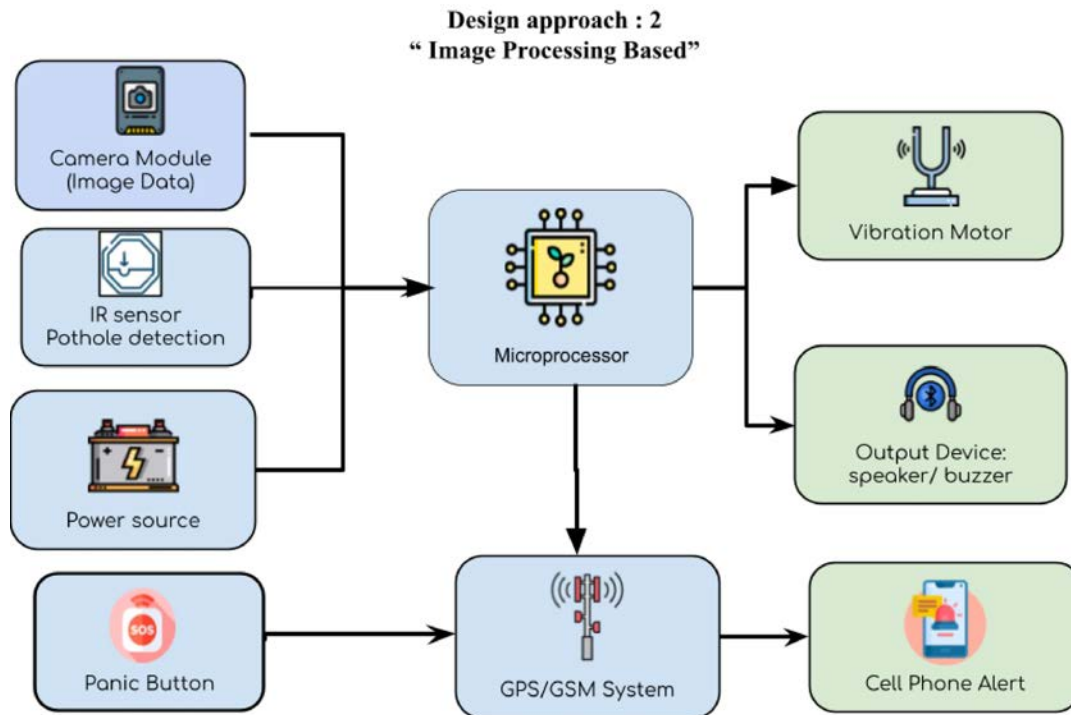 Design approach : 2
“ Image Processing Based”
Camera Module
(Image Data)
IR sensor
Pothole detection
Power source
SOS
Panic Button
Microprocessor
GPS/GSM System
Vibration Motor
Output Device:
speaker/ buzzer
Cell Phone Alert